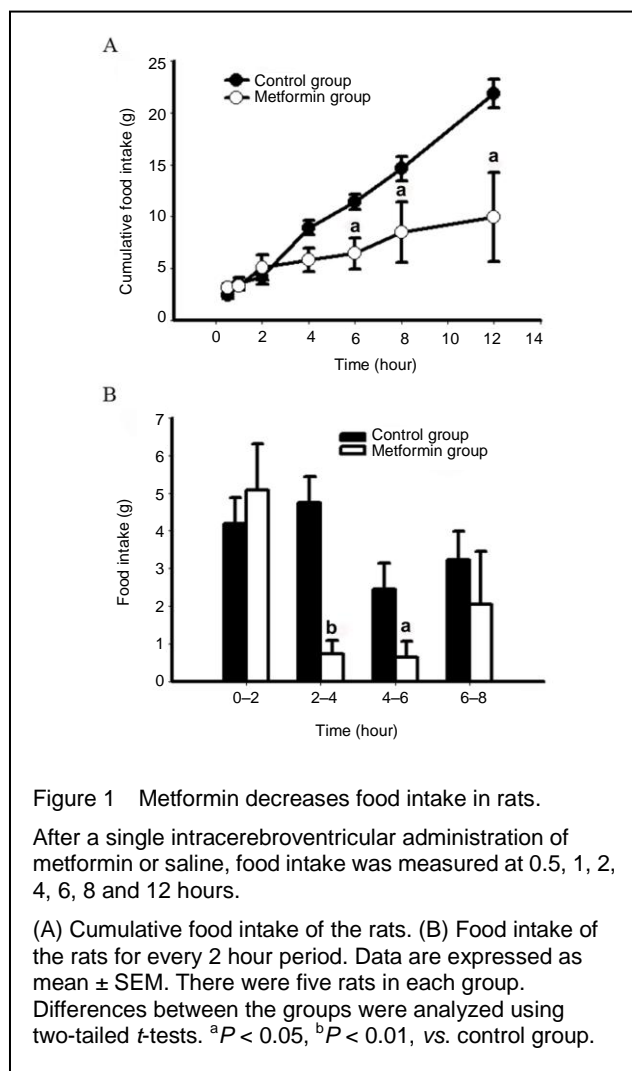 A
25
20
15
10
5
0
Cumulative food intake (g)
Control group
Metformin group
a
a
a
0 2 4 6 8 10 12 14
Time (hour)
B
7
6
5
4
3
2
1
0
Food intake (g)
Control group
Metformin group
b
a
0–2 2–4 4–6 6–8
Time (hour)
Figure 1 Metformin decreases food intake in rats.
After a single intracerebroventricular administration of
metformin or saline, food intake was measured at 0.5, 1, 2,
4, 6, 8 and 12 hours.
(A) Cumulative food intake of the rats. (B) Food intake of
the rats for every 2 hour period. Data are expressed as
mean ± SEM. There were five rats in each group.
Differences between the groups were analyzed using
two-tailed t-tests. ᵃP < 0.05, ᵇP < 0.01, vs. control group.